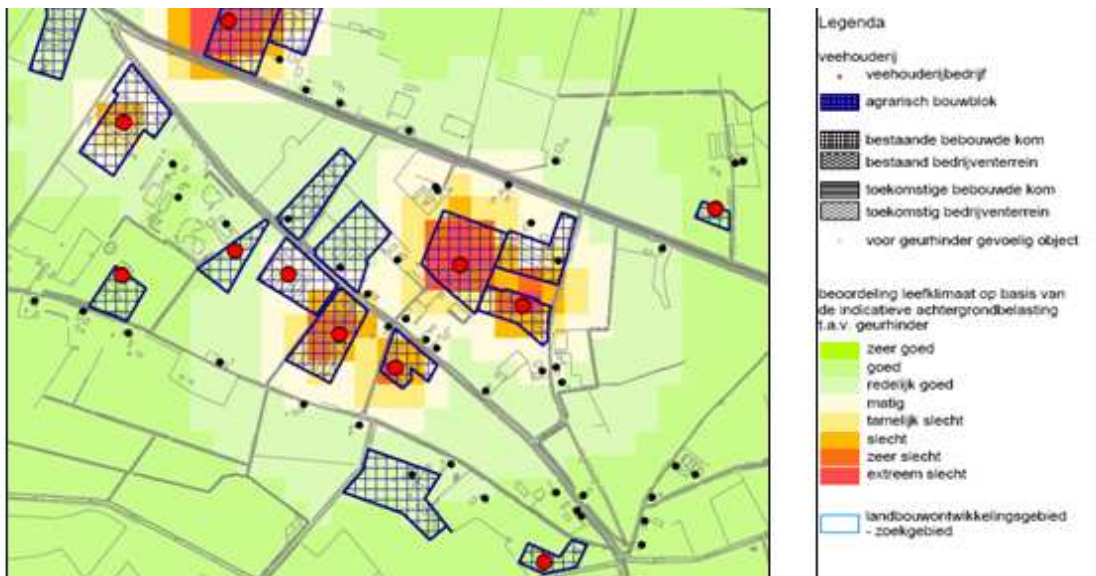 Legenda
veehouderij
veehouderijbedrijf
agrarisch bouwblok
bestaande bebouwde kom
bestaand bedrijventerrein
toekomstige bebouwde kom
toekomstig bedrijventerrein
voor geurhinder gevoelig object
beoordeling leefklimaat op basis van
de indicatieve achtergrondbelasting
t.a.v. geurhinder
zeer goed
goed
redelijk goed
matig
tamelijk slecht
slecht
zeer slecht
extreem slecht
landbouwontwikkelingsgebied
- zoekgebied